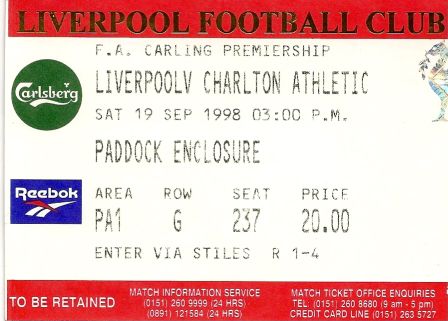 LIVERPOOL FOOTBALL CLUB
F.A. CARLING PREMIERSHIP
Carlsberg
LIVERPOOLV CHARLTON ATHLETIC
SAT 19 SEP 1998 03:00 P.M.
PADDOCK ENCLOSURE
Reebok
AREA ROW SEAT PRICE
PA1 G 237 20.00
ENTER VIA STILES R 1-4
TO BE RETAINED
MATCH INFORMATION SERVICE
(0151) 260 9999 (24 HRS)
(0891) 121584 (24 HRS)
MATCH TICKET OFFICE ENQUIRIES
TEL: (0151) 260 8680 (9 am - 5 pm)
CREDIT CARD LINE (0151) 263 5727